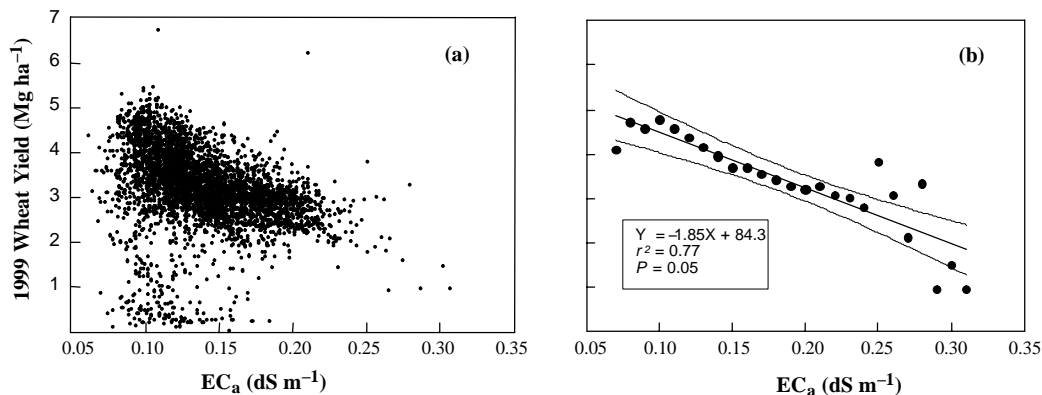 7
6
5
4
3
2
1
1999 Wheat Yield (Mg ha⁻¹)
(a)
0.05 0.10 0.15 0.20 0.25 0.30 0.35
ECₐ (dS m⁻¹)
(b)
Y = –1.85X + 84.3
r² = 0.77
P = 0.05
0.05 0.10 0.15 0.20 0.25 0.30 0.35
ECₐ (dS m⁻¹)